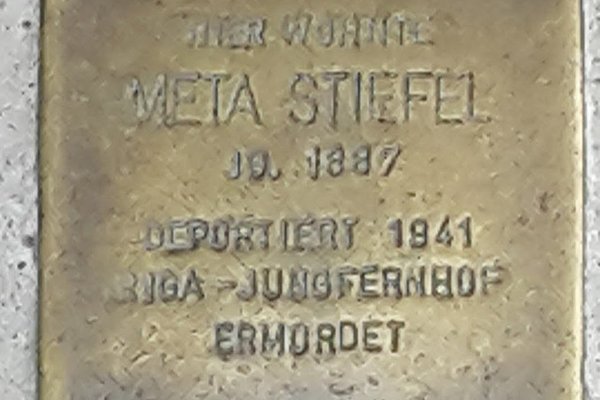 HIER WOHNTE
META STIEFEL
JG. 1887
DEPORTIERT 1941
RIGA-JUNGFERNHOF
ERMORDET